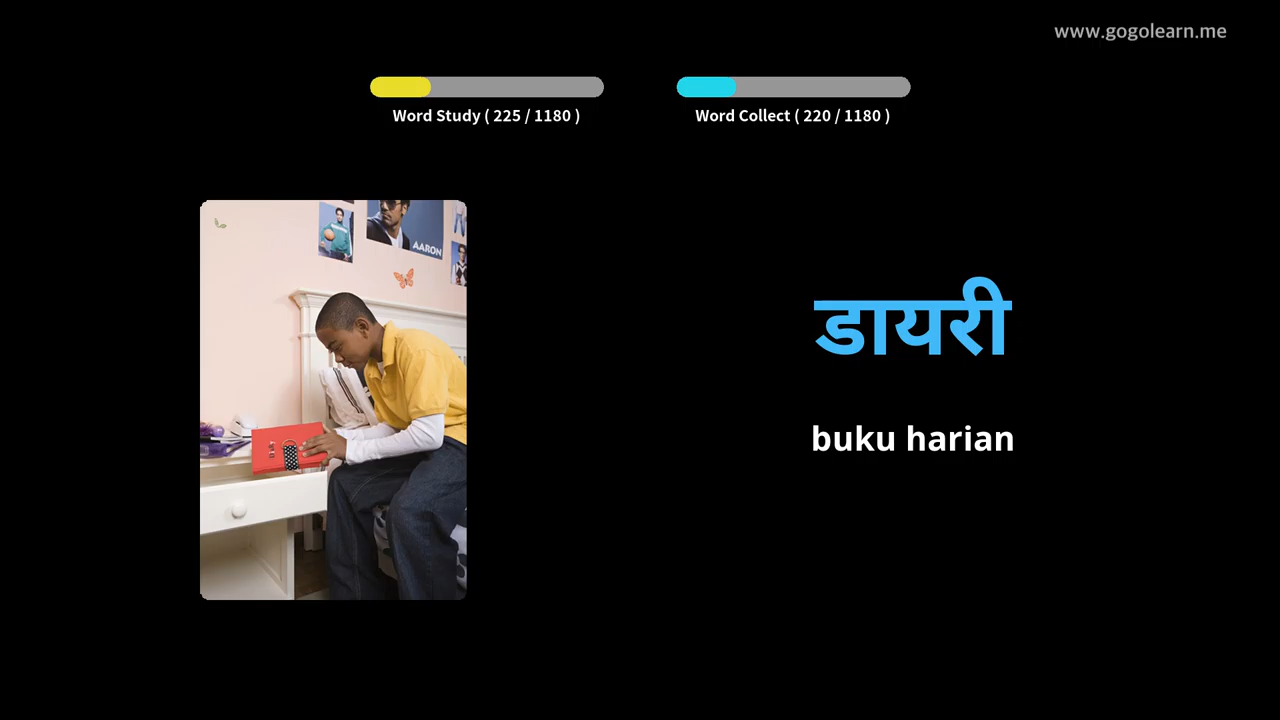 www.gogolearn.me
Word Study ( 225 / 1180 )
Word Collect ( 220 / 1180 )
AARON
डायरी
buku harian